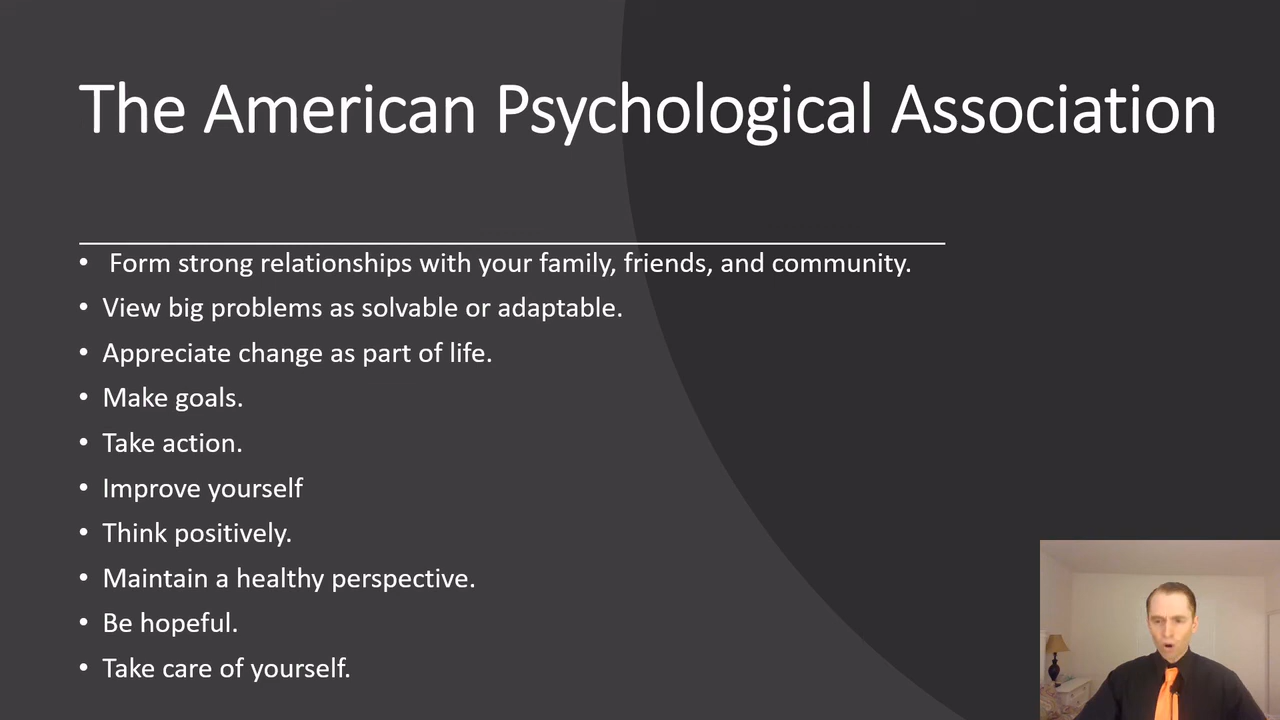 The American Psychological Association
• Form strong relationships with your family, friends, and community.
• View big problems as solvable or adaptable.
• Appreciate change as part of life.
• Make goals.
• Take action.
• Improve yourself
• Think positively.
• Maintain a healthy perspective.
• Be hopeful.
• Take care of yourself.